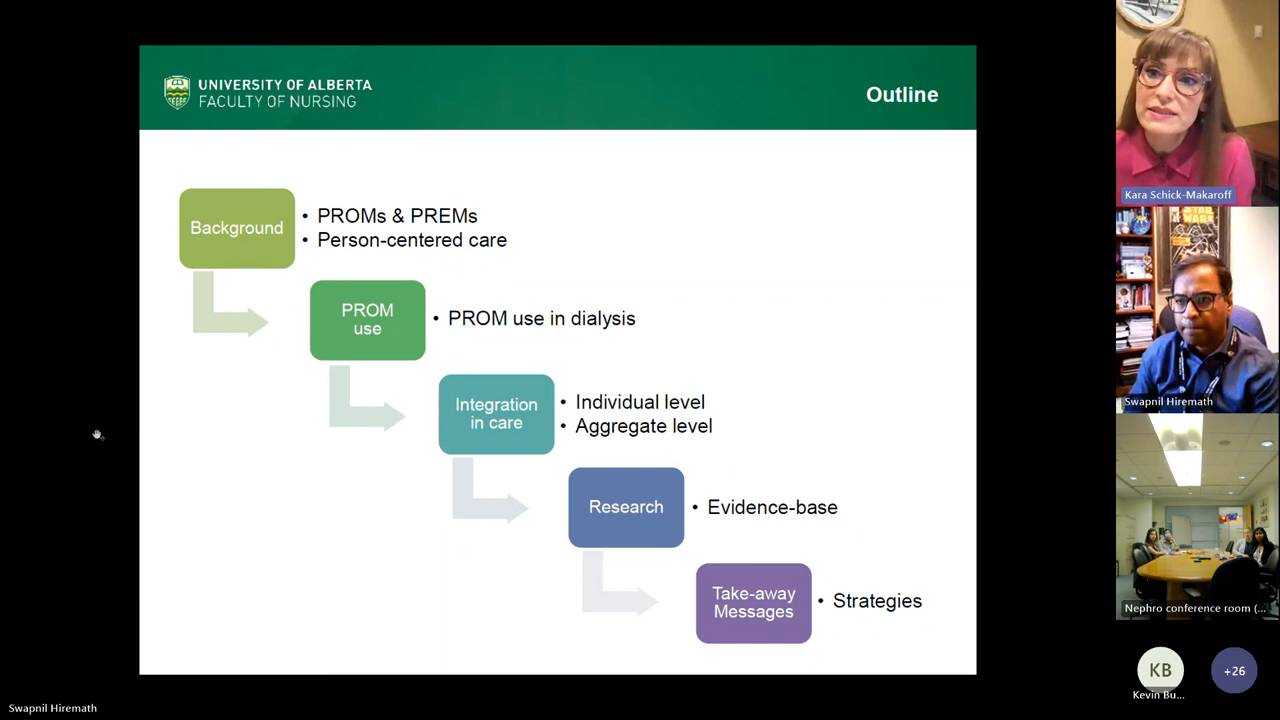 UNIVERSITY OF ALBERTA
FACULTY OF NURSING
Outline
Background
• PROMs & PREMs
• Person-centered care
PROM
use
• PROM use in dialysis
Integration
in care
• Individual level
• Aggregate level
Research
• Evidence-base
Take-away
Messages
• Strategies
Kara Schick-Makaroff
STAR
WARS
Swapnil Hiremath
Nephro conference room (...
KB
Kevin Bu...
+26
Swapnil Hiremath